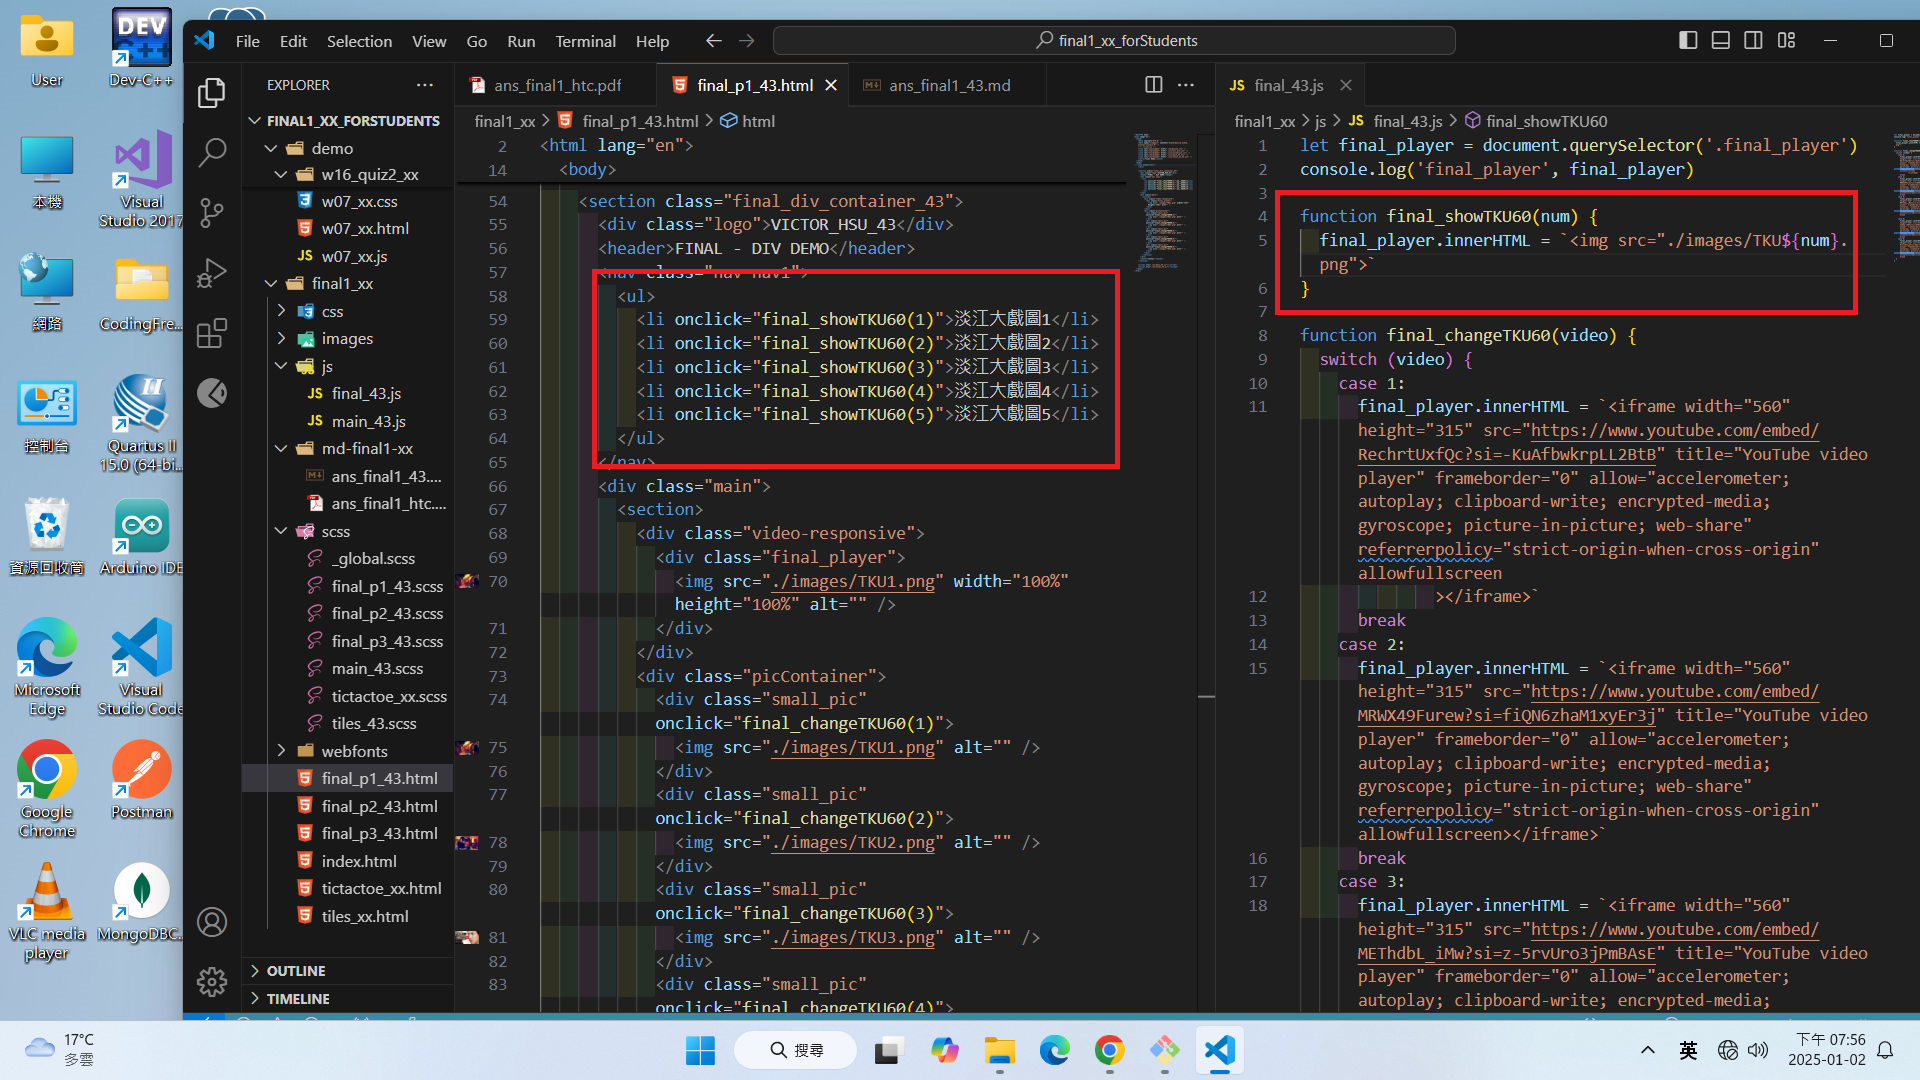 User
Dev-C++
本機
Visual
Studio 2017
網路
CodingFre...
控制台
Quartus II
15.0 (64-bi...
資源回收筒
Arduino IDE
Microsoft
Edge
Visual
Studio Code
Google
Chrome
Postman
VLC media
player
MongoDBC...
File Edit Selection View Go Run Terminal Help
final1_xx_forStudents
EXPLORER
FINAL1_XX_FORSTUDENTS
demo
w16_quiz2_xx
w07_xx.css
w07_xx.html
w07_xx.js
final1_xx
css
images
js
final_43.js
main_43.js
md-final1-xx
ans_final1_43....
ans_final1_htc....
scss
_global.scss
final_p1_43.scss
final_p2_43.scss
final_p3_43.scss
main_43.scss
tictactoe_xx.scss
tiles_43.scss
webfonts
final_p1_43.html
final_p2_43.html
final_p3_43.html
index.html
tictactoe_xx.html
tiles_xx.html
OUTLINE
TIMELINE
ans_final1_htc.pdf final_p1_43.html ans_final1_43.md
final1_xx > final_p1_43.html > html
2 <html lang="en">
14 <body>
54 <section class="final_div_container_43">
55 <div class="logo">VICTOR_HSU_43</div>
56 <header>FINAL - DIV DEMO</header>
57 <nav class="nav nav1">
58 <ul>
59 <li onclick="final_showTKU60(1)">淡江大戲圖1</li>
60 <li onclick="final_showTKU60(2)">淡江大戲圖2</li>
61 <li onclick="final_showTKU60(3)">淡江大戲圖3</li>
62 <li onclick="final_showTKU60(4)">淡江大戲圖4</li>
63 <li onclick="final_showTKU60(5)">淡江大戲圖5</li>
64 </ul>
65 </nav>
66 <div class="main">
67 <section>
68 <div class="video-responsive">
69 <div class="final_player">
70 <img src="./images/TKU1.png" width="100%"
height="100%" alt="" />
71 </div>
72 </div>
73 <div class="picContainer">
74 <div class="small_pic"
onclick="final_changeTKU60(1)">
75 <img src="./images/TKU1.png" alt="" />
76 </div>
77 <div class="small_pic"
onclick="final_changeTKU60(2)">
78 <img src="./images/TKU2.png" alt="" />
79 </div>
80 <div class="small_pic"
onclick="final_changeTKU60(3)">
81 <img src="./images/TKU3.png" alt="" />
82 </div>
83 <div class="small_pic"
onclick="final_changeTKU60(4)">
JS final_43.js
final1_xx > js > JS final_43.js > final_showTKU60
1 let final_player = document.querySelector('.final_player')
2 console.log('final_player', final_player)
3
4 function final_showTKU60(num) {
5 final_player.innerHTML = `<img src="./images/TKU${num}.
png">`
6 }
7
8 function final_changeTKU60(video) {
9 switch (video) {
10 case 1:
11 final_player.innerHTML = `<iframe width="560"
height="315" src="https://www.youtube.com/embed/
RechrtUxfQc?si=-KuAfbwkrpLL2BtB" title="YouTube video
player" frameborder="0" allow="accelerometer;
autoplay; clipboard-write; encrypted-media;
gyroscope; picture-in-picture; web-share"
referrerpolicy="strict-origin-when-cross-origin"
allowfullscreen
12 ></iframe>`
13 break
14 case 2:
15 final_player.innerHTML = `<iframe width="560"
height="315" src="https://www.youtube.com/embed/
MRWX49Furew?si=fiQN6zhaM1xyEr3j" title="YouTube video
player" frameborder="0" allow="accelerometer;
autoplay; clipboard-write; encrypted-media;
gyroscope; picture-in-picture; web-share"
referrerpolicy="strict-origin-when-cross-origin"
allowfullscreen></iframe>`
16 break
17 case 3:
18 final_player.innerHTML = `<iframe width="560"
height="315" src="https://www.youtube.com/embed/
METhdbL_iMw?si=z-5rvUro3jPmBAsE" title="YouTube video
player" frameborder="0" allow="accelerometer;
autoplay; clipboard-write; encrypted-media;
17°C
多雲
搜尋
英
下午 07:56
2025-01-02